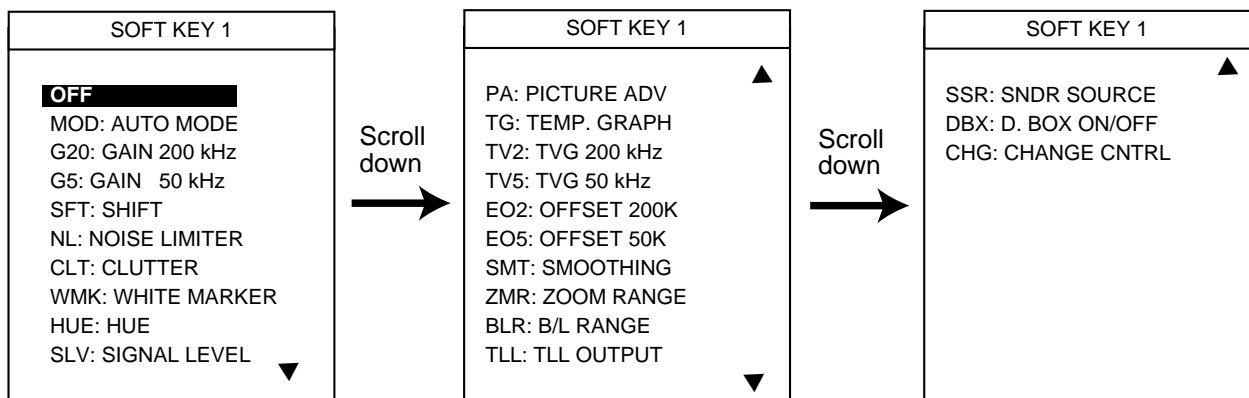 SOFT KEY 1
OFF
MOD: AUTO MODE
G20: GAIN 200 kHz
G5: GAIN 50 kHz
SFT: SHIFT
NL: NOISE LIMITER
CLT: CLUTTER
WMK: WHITE MARKER
HUE: HUE
SLV: SIGNAL LEVEL
Scroll
down
SOFT KEY 1
PA: PICTURE ADV
TG: TEMP. GRAPH
TV2: TVG 200 kHz
TV5: TVG 50 kHz
EO2: OFFSET 200K
EO5: OFFSET 50K
SMT: SMOOTHING
ZMR: ZOOM RANGE
BLR: B/L RANGE
TLL: TLL OUTPUT
Scroll
down
SOFT KEY 1
SSR: SNDR SOURCE
DBX: D. BOX ON/OFF
CHG: CHANGE CNTRL